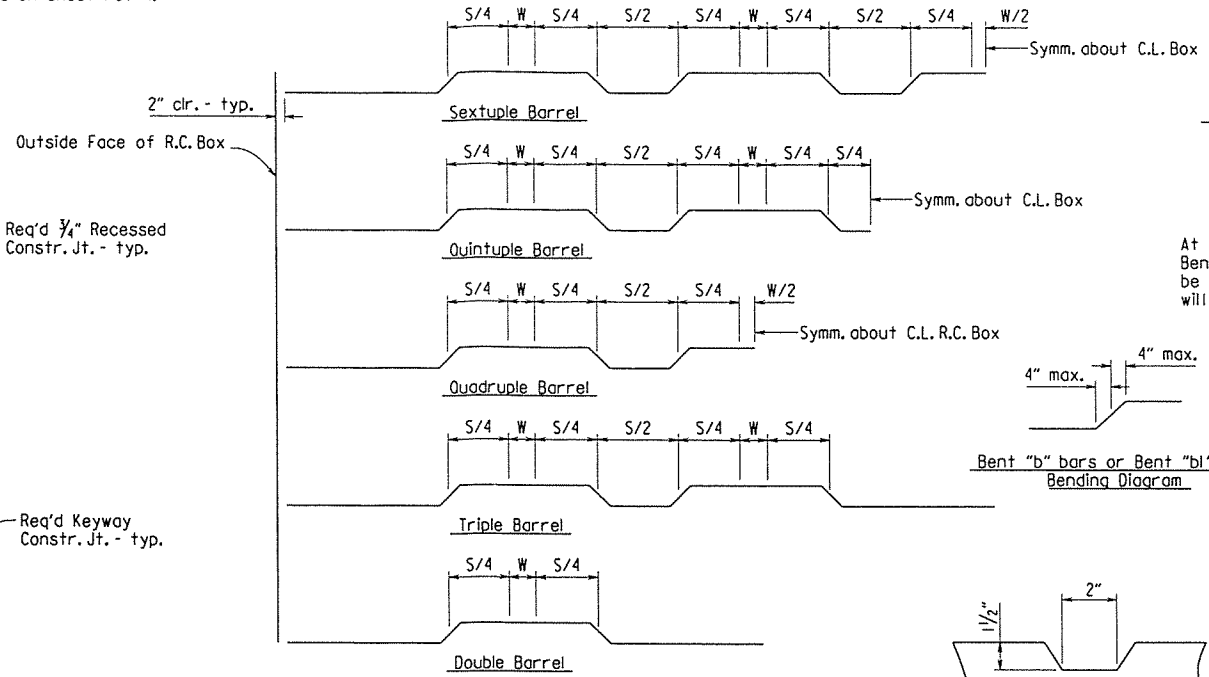 S/4 W S/4 S/2 S/4 W S/4 S/2 S/4 W/2
Symm. about C.L. Box
2" clr. - typ.
Sextuple Barrel
Outside Face of R.C. Box
S/4 W S/4 S/2 S/4 W S/4 S/4
Symm. about C.L. Box
Req'd 3/4" Recessed
Constr. Jt. - typ.
Quintuple Barrel
At
Ben
be
will
S/4 W S/4 S/2 S/4 W/2
Symm. about C.L. R.C. Box
Quadruple Barrel
4" max.
4" max.
Bent "b" bars or Bent "b1"
Bending Diagram
S/4 W S/4 S/2 S/4 W S/4
Triple Barrel
Req'd Keyway
Constr. Jt. - typ.
S/4 W S/4
Double Barrel
2"
1 1/2"